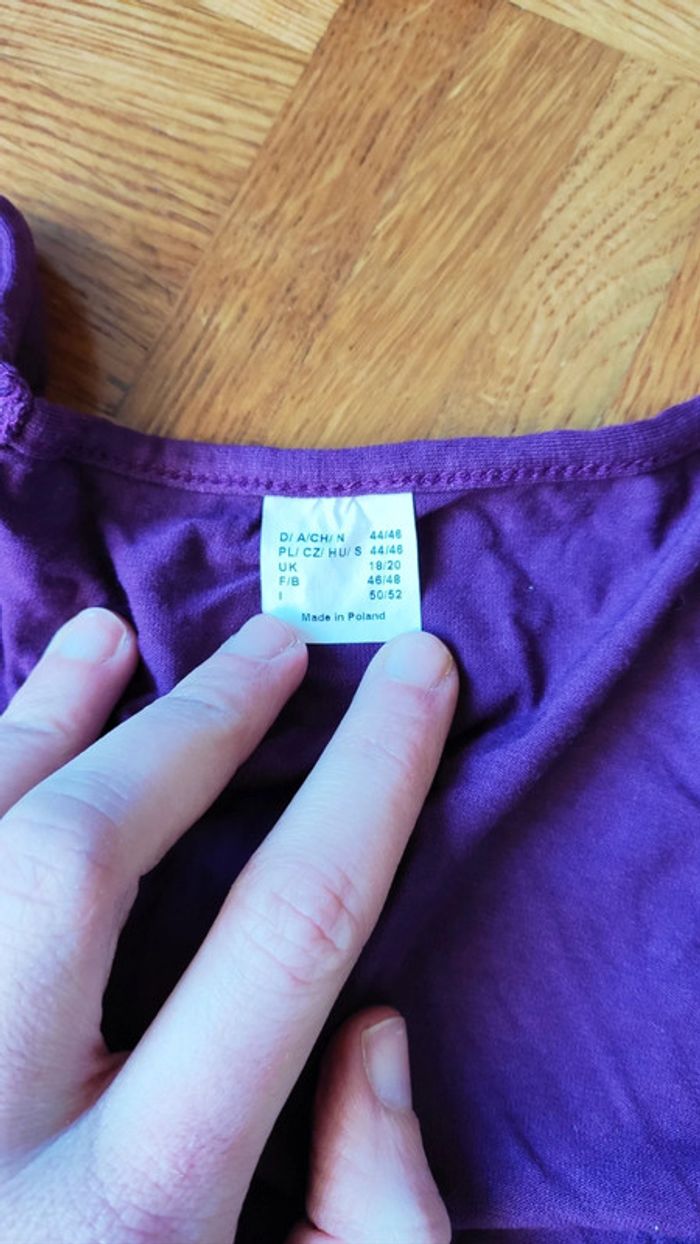 D/ A/CH/ N 44/46
PL/ CZ/ HU/ S 44/46
UK 18/20
F/B 46/48
I 50/52
Made in Poland